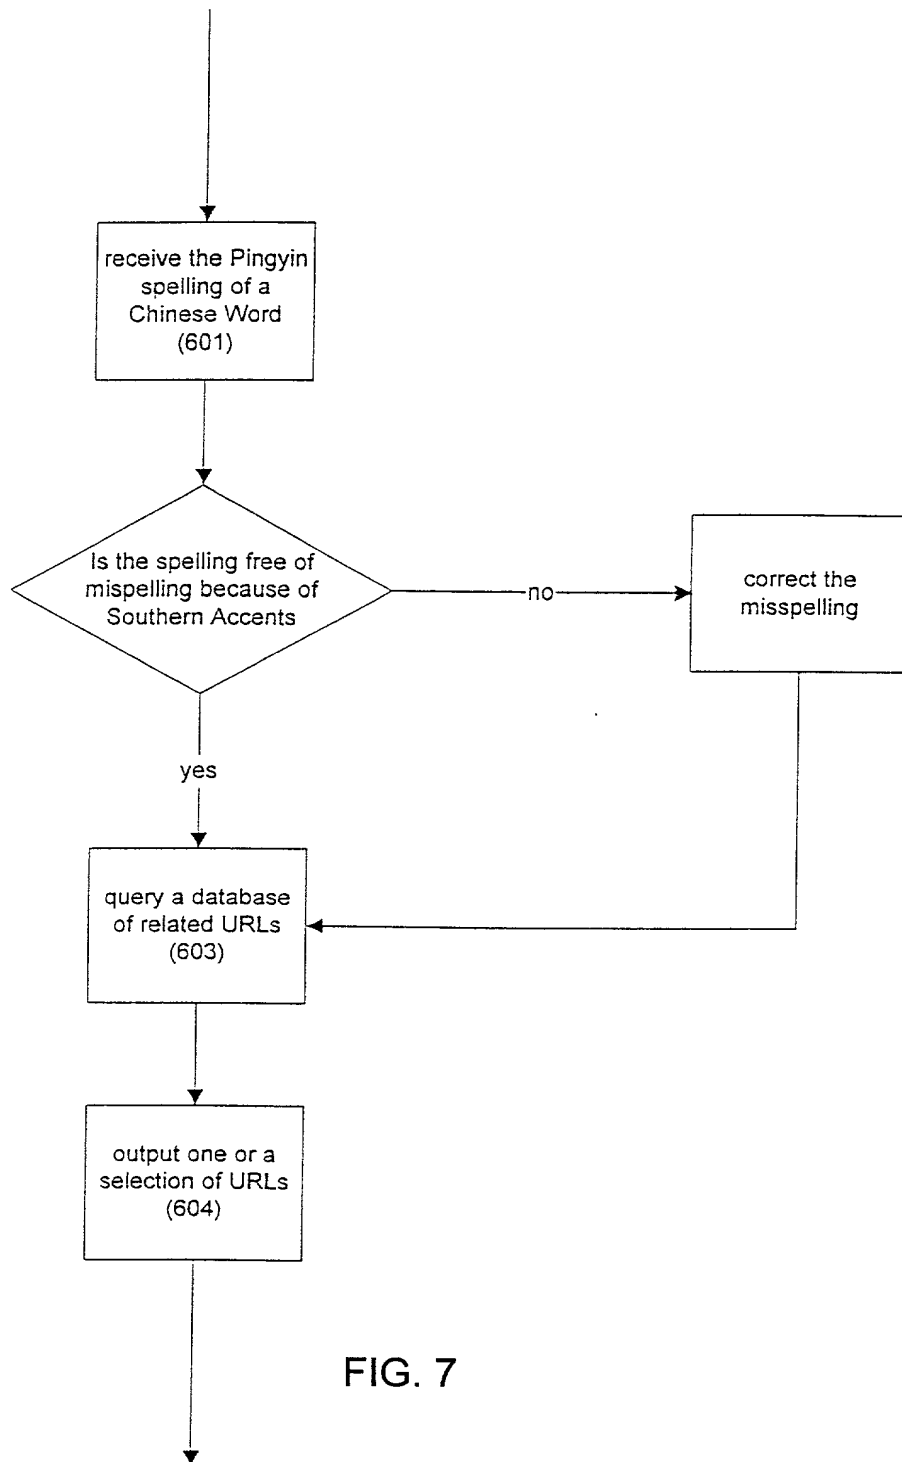 receive the Pingyin
spelling of a
Chinese Word
(601)
Is the spelling free of
mispelling because of
Southern Accents
no
correct the
misspelling
yes
query a database
of related URLs
(603)
output one or a
selection of URLs
(604)
FIG. 7